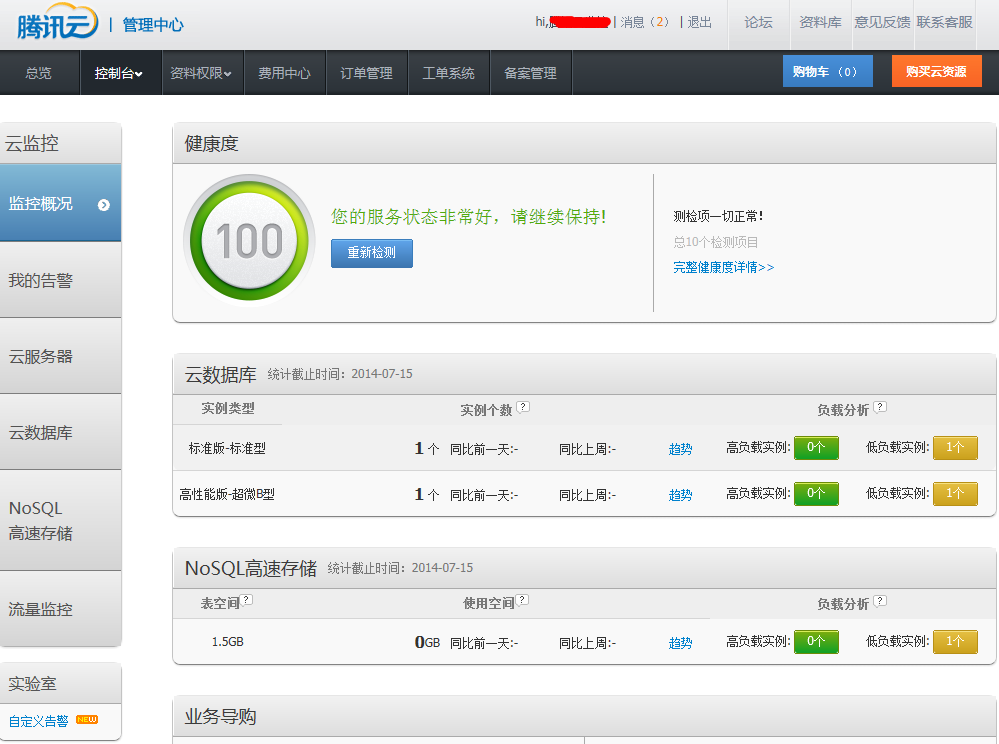 腾讯云 | 管理中心
hi, | 消息（2） | 退出 论坛 资料库 意见反馈 联系客服
总览 控制台 资料权限 费用中心 订单管理 工单系统 备案管理 购物车（0） 购买云资源
云监控
监控概况
我的告警
云服务器
云数据库
NoSQL
高速存储
流量监控
实验室
自定义告警 NEW
健康度
100
您的服务状态非常好，请继续保持!
重新检测
测检项一切正常!
总10个检测项目
完整健康度详情>>
云数据库 统计截止时间：2014-07-15
实例类型 实例个数 ? 负载分析 ?
标准版-标准型 1 个 同比前一天:- 同比上周:- 趋势 高负载实例: 0个 低负载实例: 1个
高性能版-超微B型 1 个 同比前一天:- 同比上周:- 趋势 高负载实例: 0个 低负载实例: 1个
NoSQL高速存储 统计截止时间：2014-07-15
表空间 ? 使用空间 ? 负载分析 ?
1.5GB 0GB 同比前一天:- 同比上周:- 趋势 高负载实例: 0个 低负载实例: 1个
业务导购